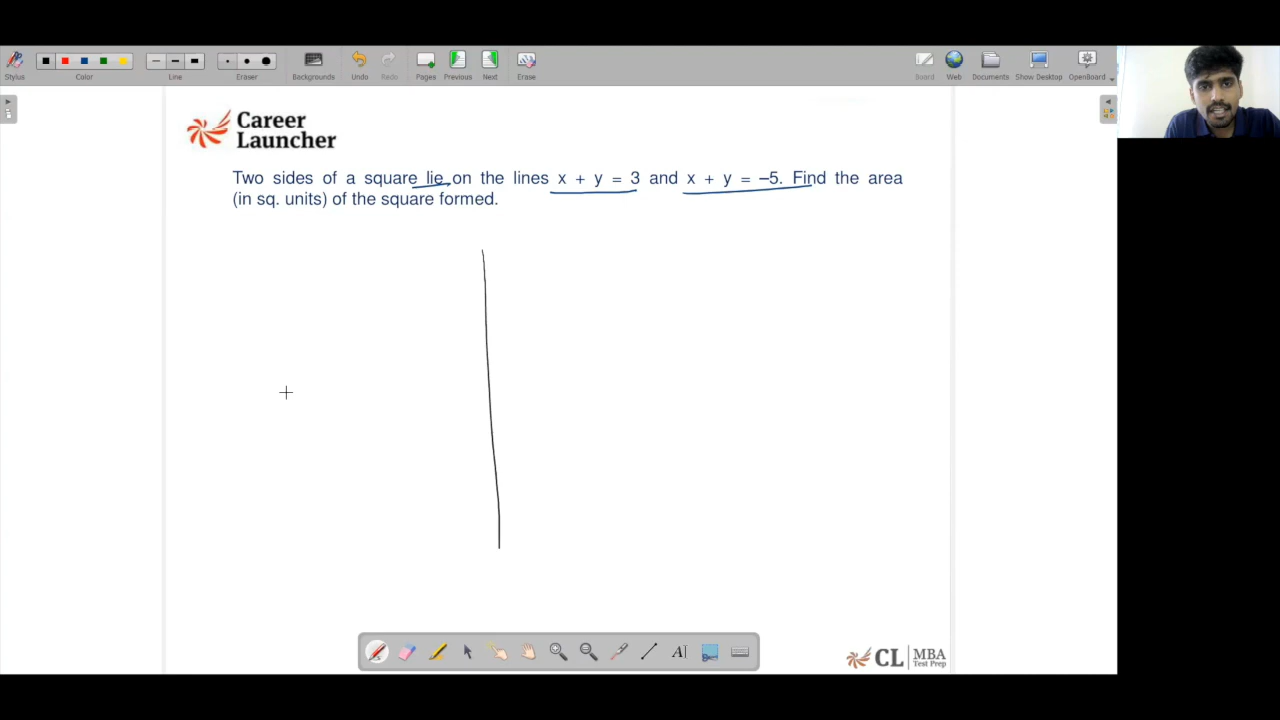 Stylus
Color
Line
Eraser
Backgrounds
Undo
Redo
Pages
Previous
Next
Erase
Board
Web
Documents
Show Desktop
OpenBoard
Career
Launcher
Two sides of a square lie on the lines x + y = 3 and x + y = –5. Find the area
(in sq. units) of the square formed.
A
CL MBA
Test Prep